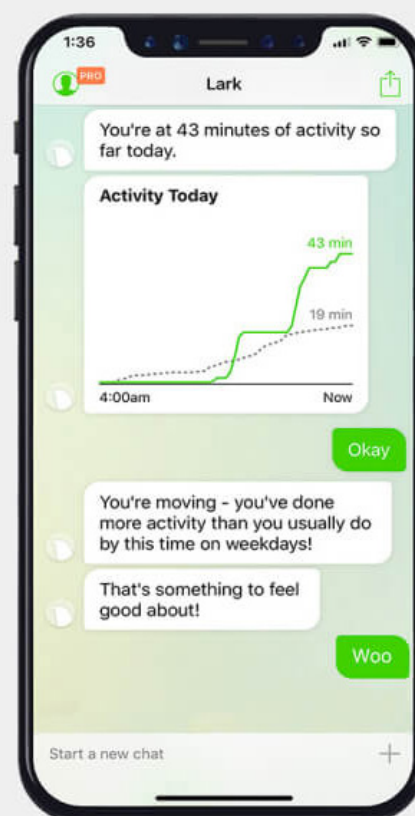 1:36
PRO
Lark
You're at 43 minutes of activity so
far today.
Activity Today
43 min
19 min
4:00am
Now
Okay
You're moving - you've done
more activity than you usually do
by this time on weekdays!
That's something to feel
good about!
Woo
Start a new chat